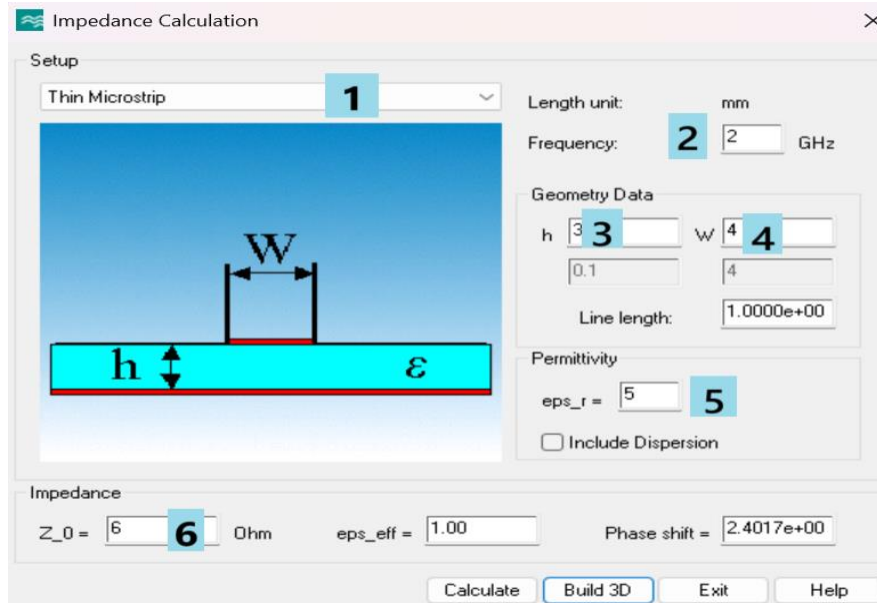 Impedance Calculation
Setup
Thin Microstrip 1
Length unit: mm
Frequency: 2 2 GHz
Geometry Data
h 3 3 W 4 4
0.1 4
Line length: 1.0000e+00
Permittivity
eps_r = 5 5
Include Dispersion
W
h ε
Impedance
Z_0 = 6 6 Ohm eps_eff = 1.00 Phase shift = 2.4017e+00
Calculate Build 3D Exit Help